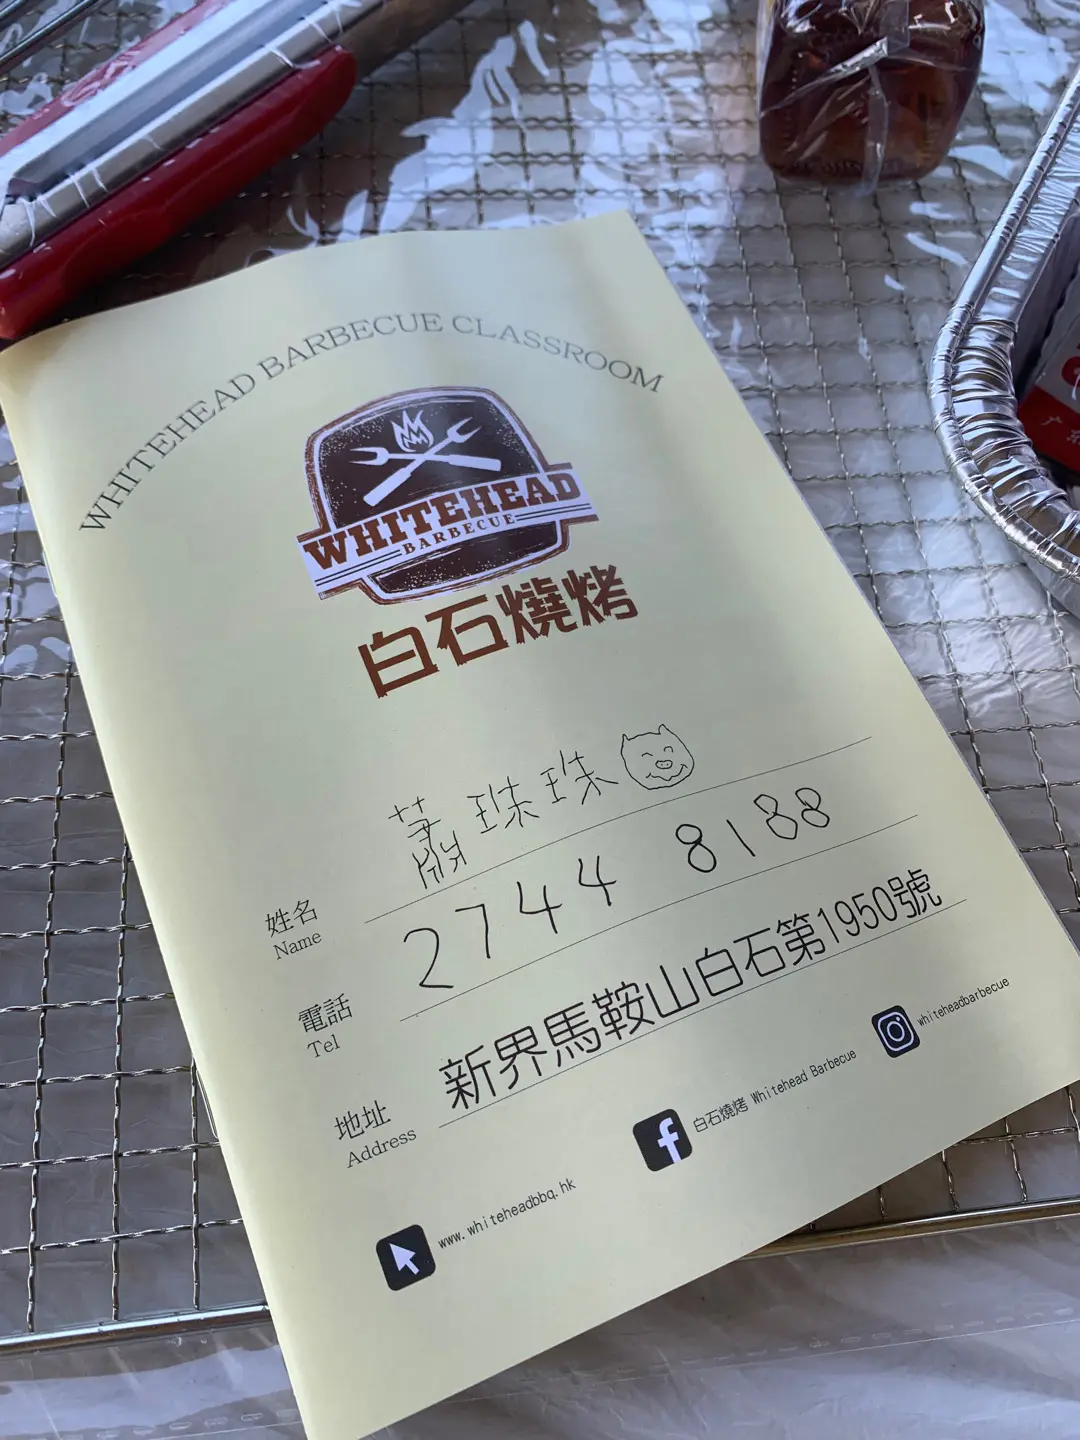 WHITEHEAD BARBECUE CLASSROOM
WHITEHEAD
BARBECUE
白石燒烤
姓名 蕭珠珠
Name
電話 2744 8188
Tel
地址 新界馬鞍山白石第1950號
Address
www.whiteheadbbq.hk
白石燒烤 Whitehead Barbecue
whiteheadbarbecue